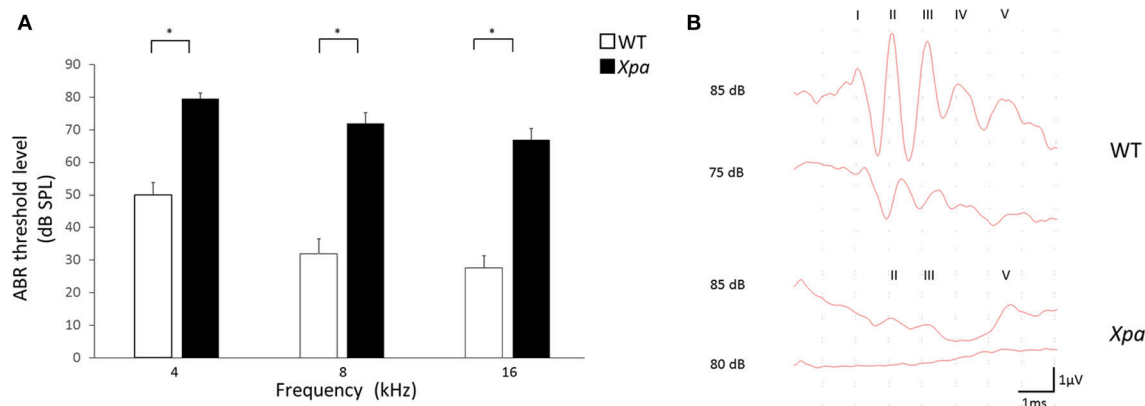 A
* * *
WT
Xpa
ABR threshold level
(dB SPL)
90
80
70
60
50
40
30
20
10
0
4 8 16
Frequency (kHz)
B
I II III IV V
85 dB
WT
75 dB
II III V
85 dB
Xpa
80 dB
1μV
1ms